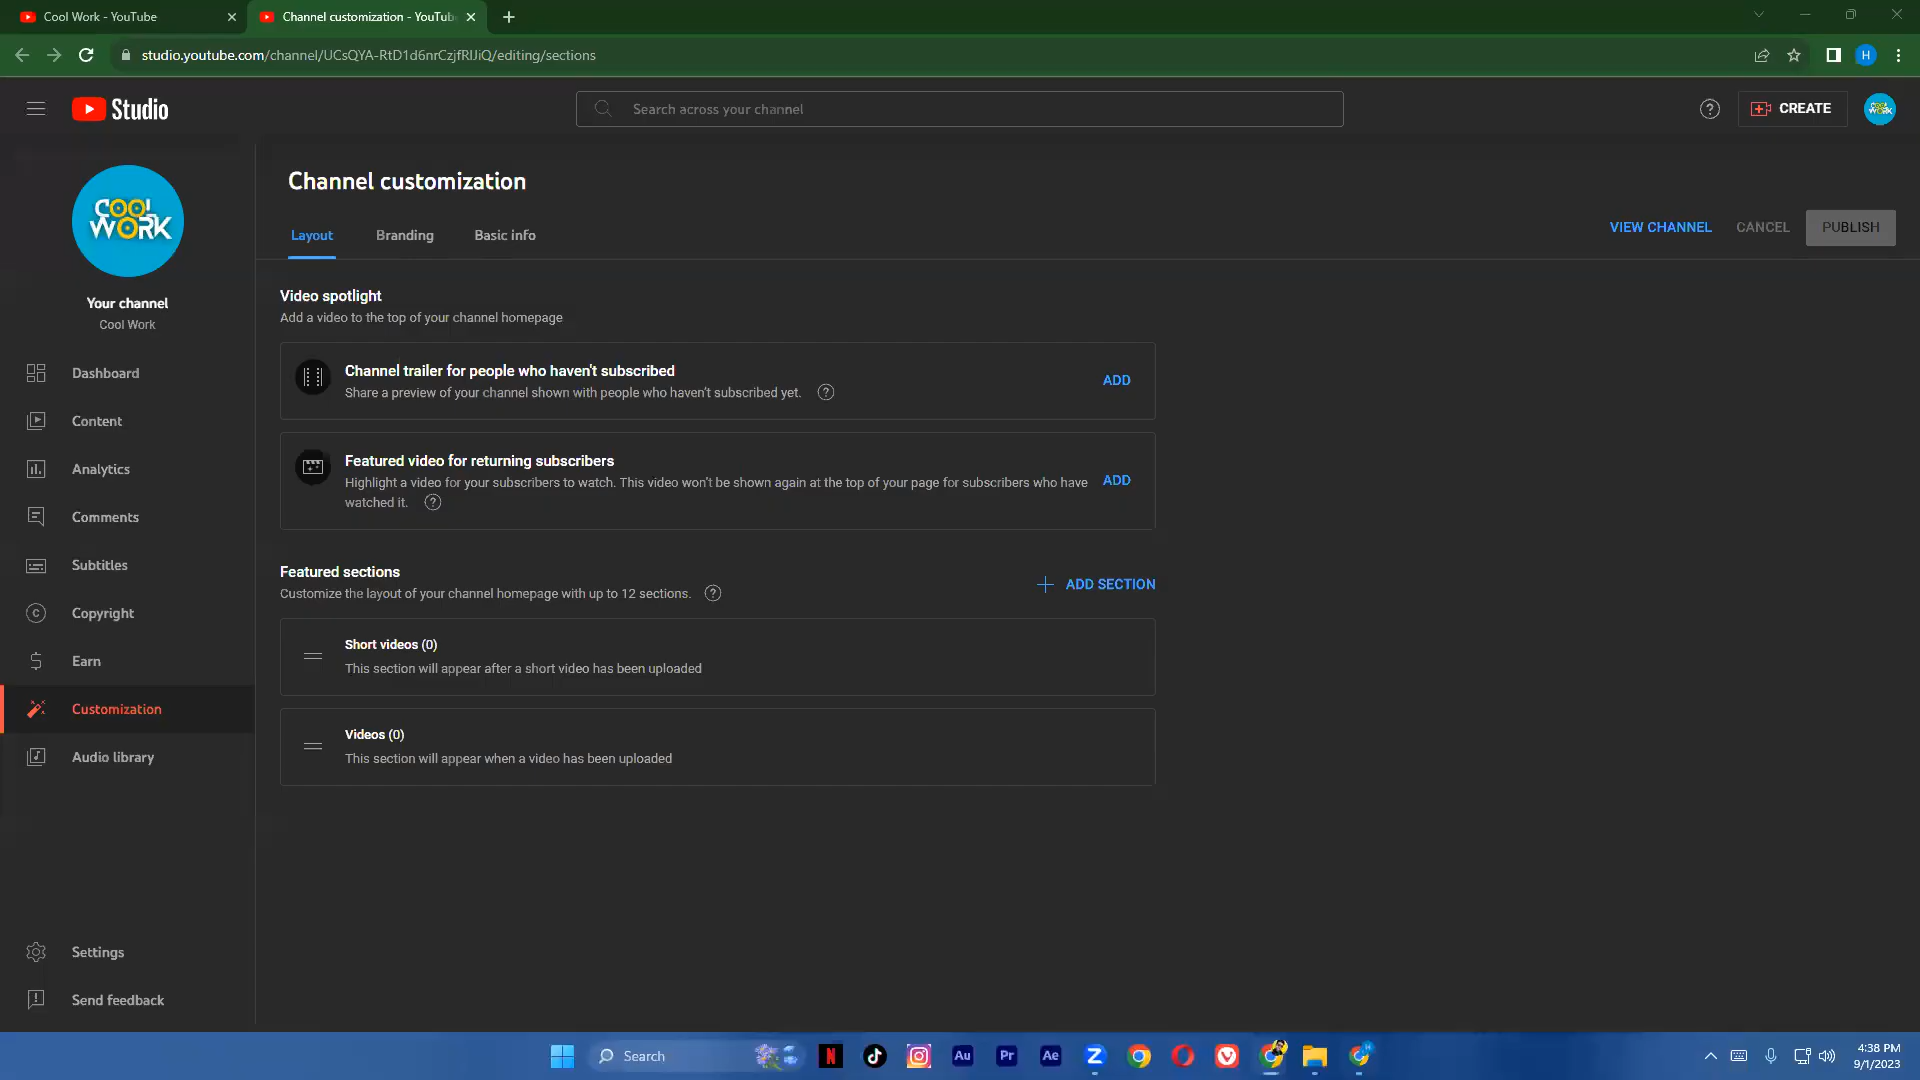 Cool Work - YouTube
Channel customization - YouTub
studio.youtube.com/channel/UCsQYA-RtD1d6nrCzjfRIJiQ/editing/sections
H
Studio
Search across your channel
CREATE
COOL WORK
COOL
WORK
Your channel
Cool Work
Dashboard
Content
Analytics
Comments
Subtitles
Copyright
Earn
Customization
Audio library
Settings
Send feedback
Channel customization
Layout
Branding
Basic info
VIEW CHANNEL
CANCEL
PUBLISH
Video spotlight
Add a video to the top of your channel homepage
Channel trailer for people who haven't subscribed
Share a preview of your channel shown with people who haven't subscribed yet.
ADD
Featured video for returning subscribers
Highlight a video for your subscribers to watch. This video won't be shown again at the top of your page for subscribers who have
watched it.
ADD
Featured sections
Customize the layout of your channel homepage with up to 12 sections.
ADD SECTION
Short videos (0)
This section will appear after a short video has been uploaded
Videos (0)
This section will appear when a video has been uploaded
Search
N
Au
Pr
Ae
Z
H
4:38 PM
9/1/2023